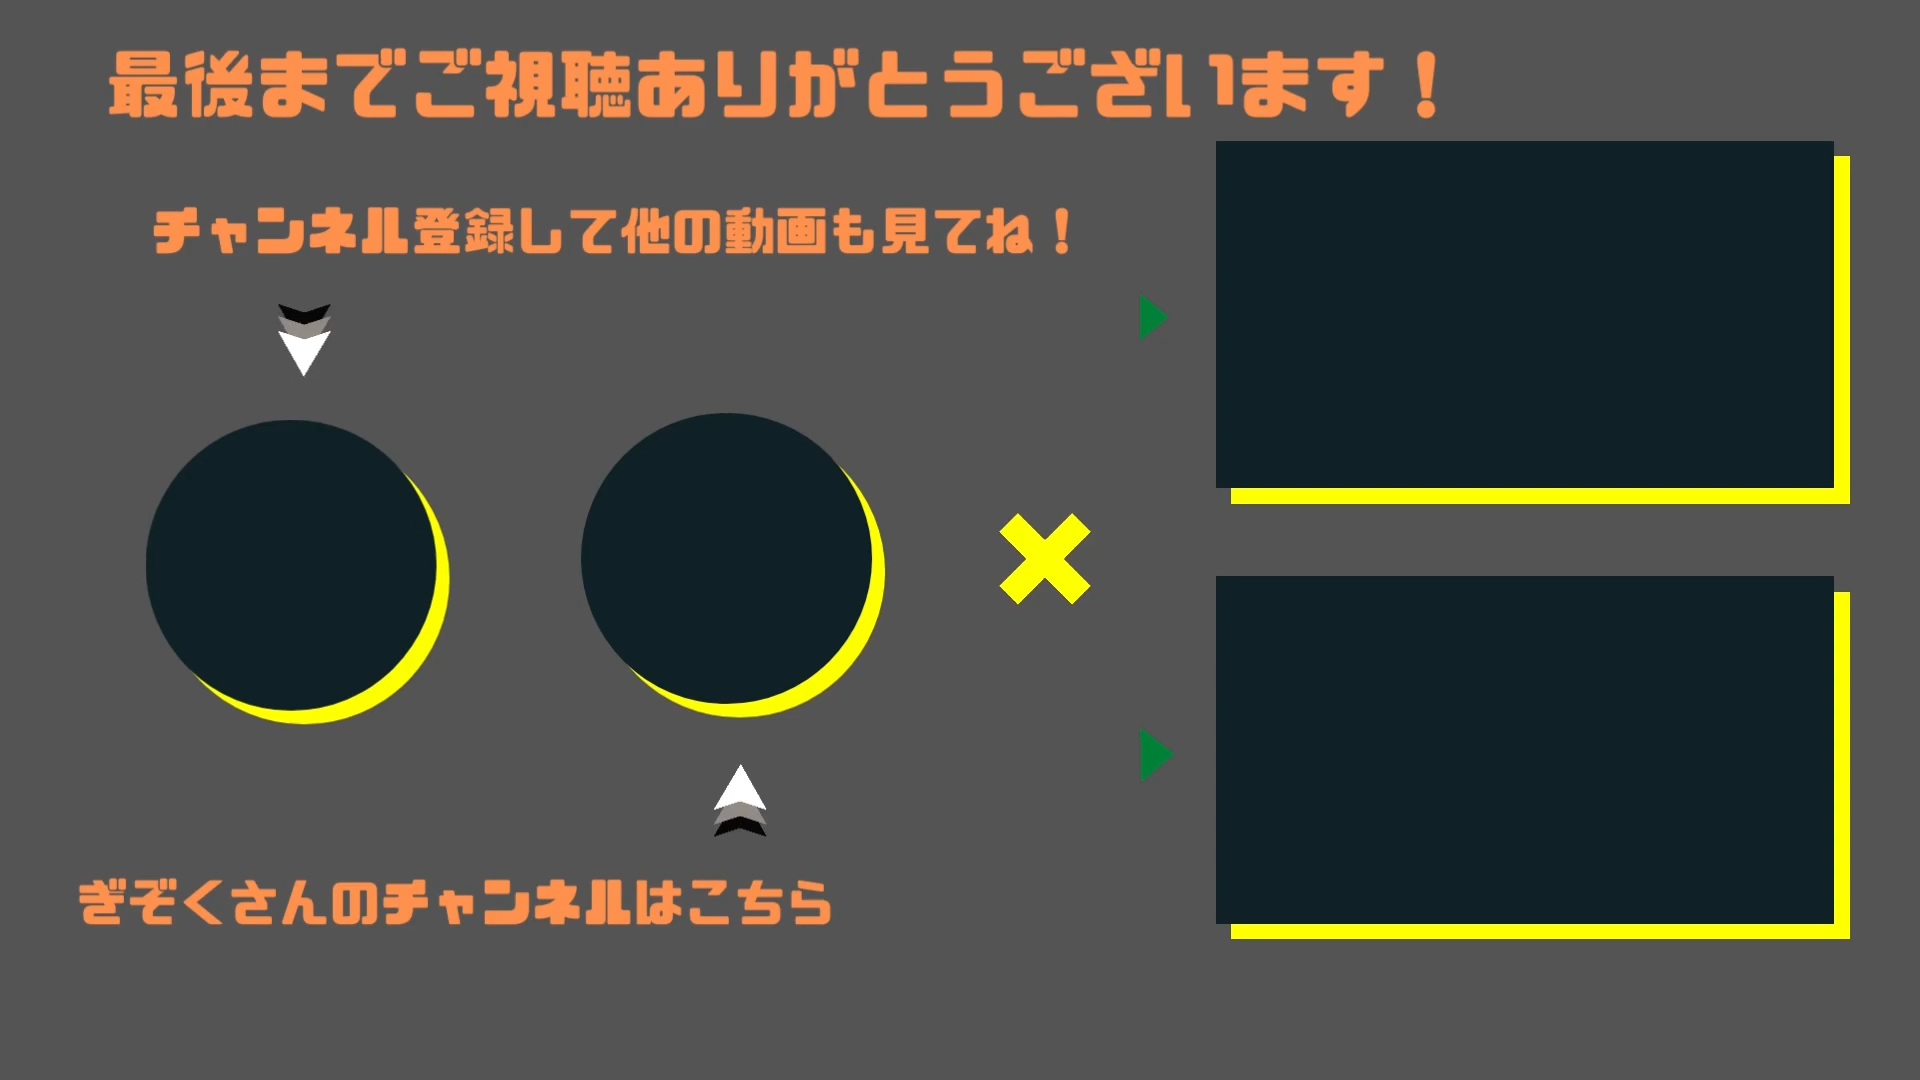 最後までご視聴ありがとうございます！
チャンネル登録して他の動画も見てね！
ぎぞくさんのチャンネルはこちら